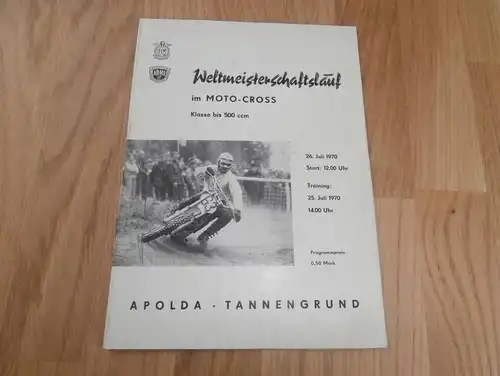 ADMV
Weltmeisterschaftslauf
im MOTO-CROSS
Klasse bis 500 ccm
26. Juli 1970
Start: 12.00 Uhr
Training:
25. Juli 1970
14.00 Uhr
Programmpreis
0,50 Mark
APOLDA · TANNENGRUND